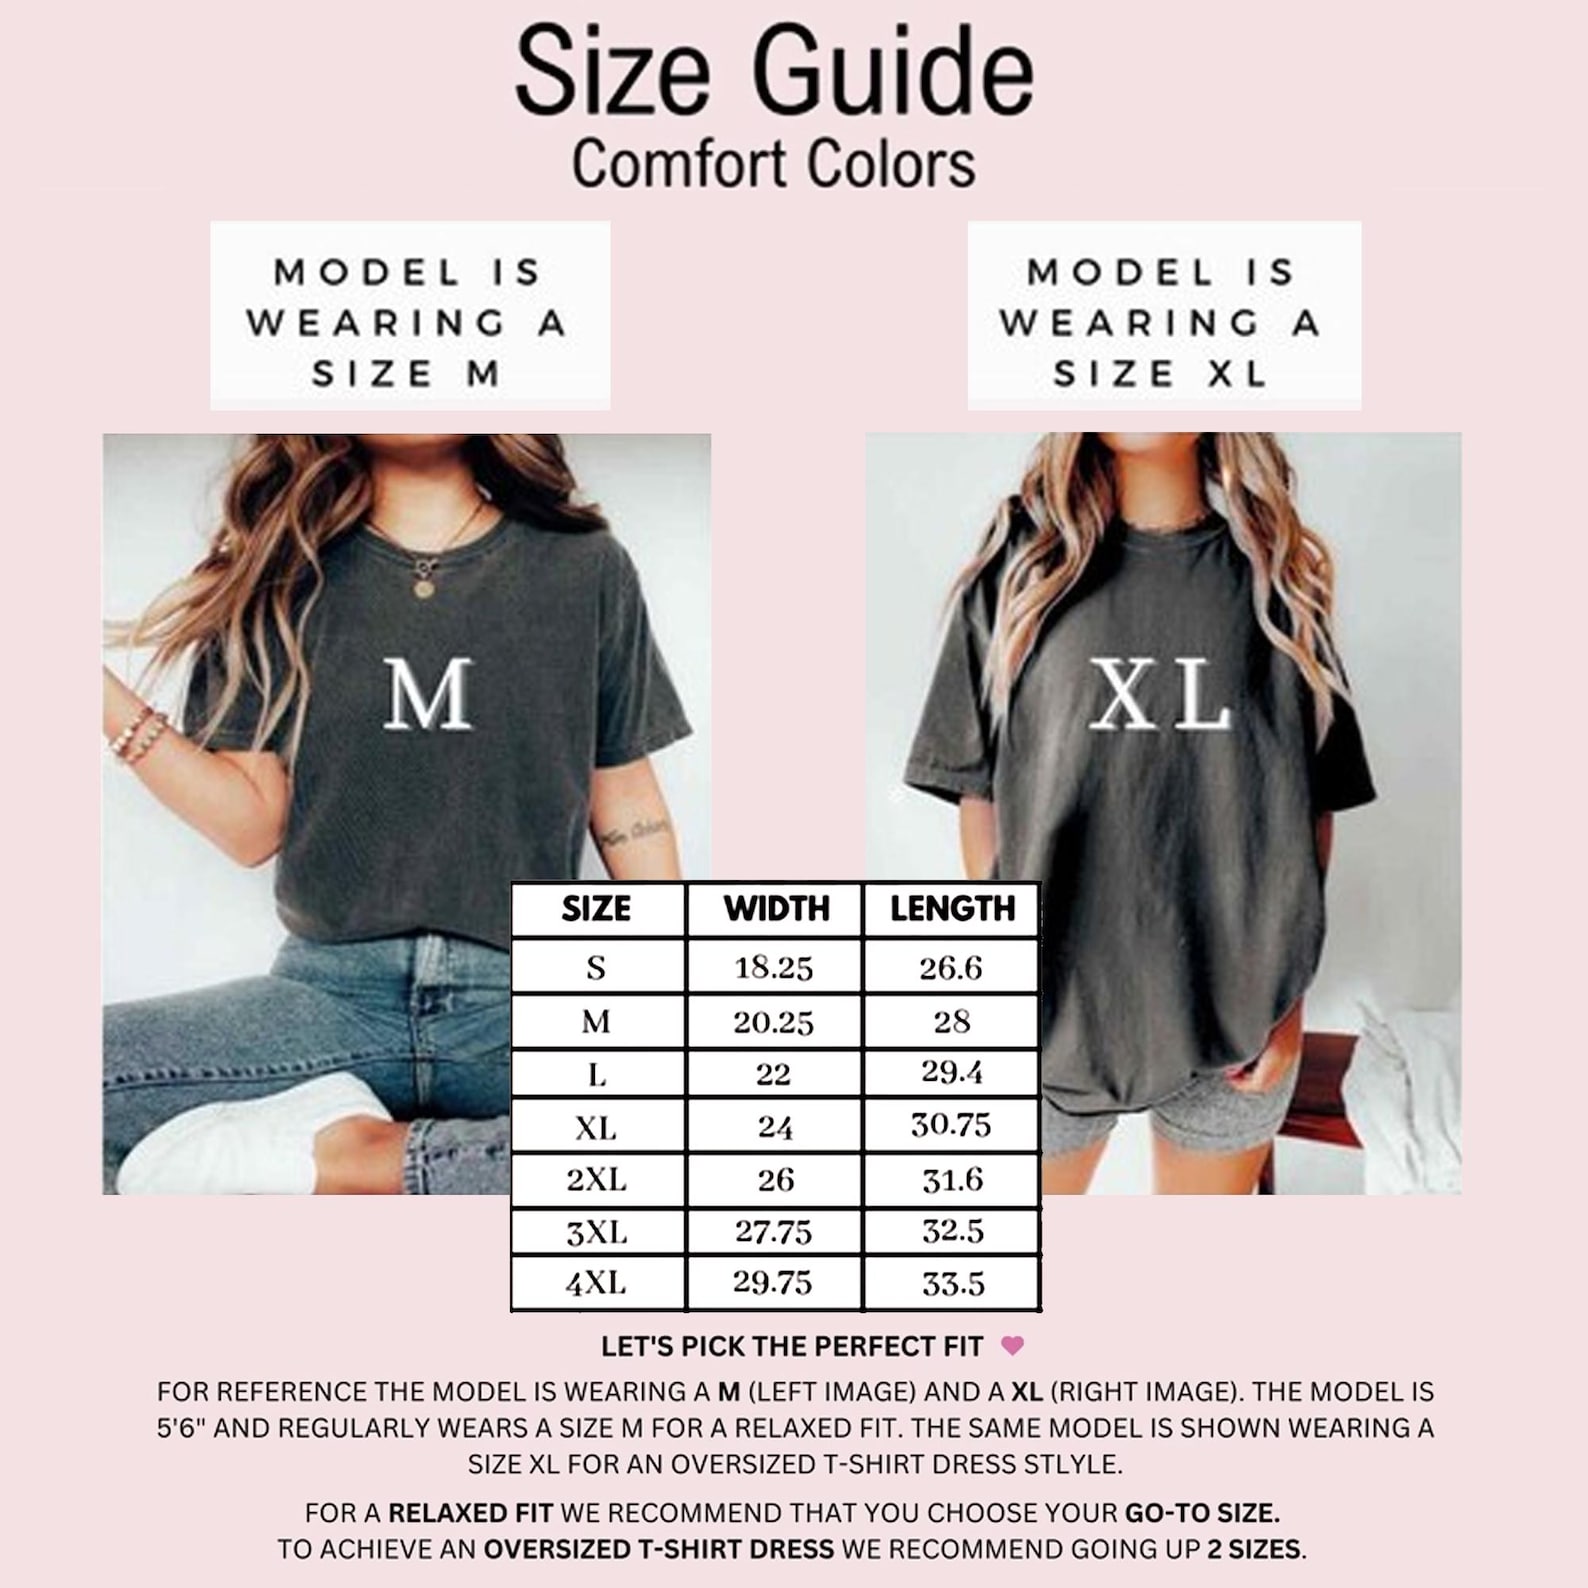 Size Guide
Comfort Colors
MODEL IS
WEARING A
SIZE M
MODEL IS
WEARING A
SIZE XL
M
XL
SIZE WIDTH LENGTH
S 18.25 26.6
M 20.25 28
L 22 29.4
XL 24 30.75
2XL 26 31.6
3XL 27.75 32.5
4XL 29.75 33.5
LET'S PICK THE PERFECT FIT
FOR REFERENCE THE MODEL IS WEARING A M (LEFT IMAGE) AND A XL (RIGHT IMAGE). THE MODEL IS
5'6" AND REGULARLY WEARS A SIZE M FOR A RELAXED FIT. THE SAME MODEL IS SHOWN WEARING A
SIZE XL FOR AN OVERSIZED T-SHIRT DRESS STLYLE.
FOR A RELAXED FIT WE RECOMMEND THAT YOU CHOOSE YOUR GO-TO SIZE.
TO ACHIEVE AN OVERSIZED T-SHIRT DRESS WE RECOMMEND GOING UP 2 SIZES.